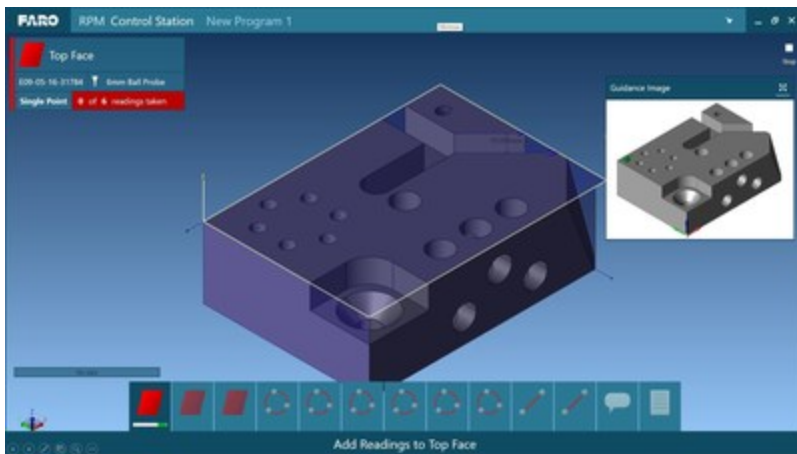 FARO RPM Control Station New Program 1
Top Face
E09-05-16-31784 6mm Ball Probe
Single Point 0 of 6 readings taken
Stop
Guidance Image
Add Readings to Top Face